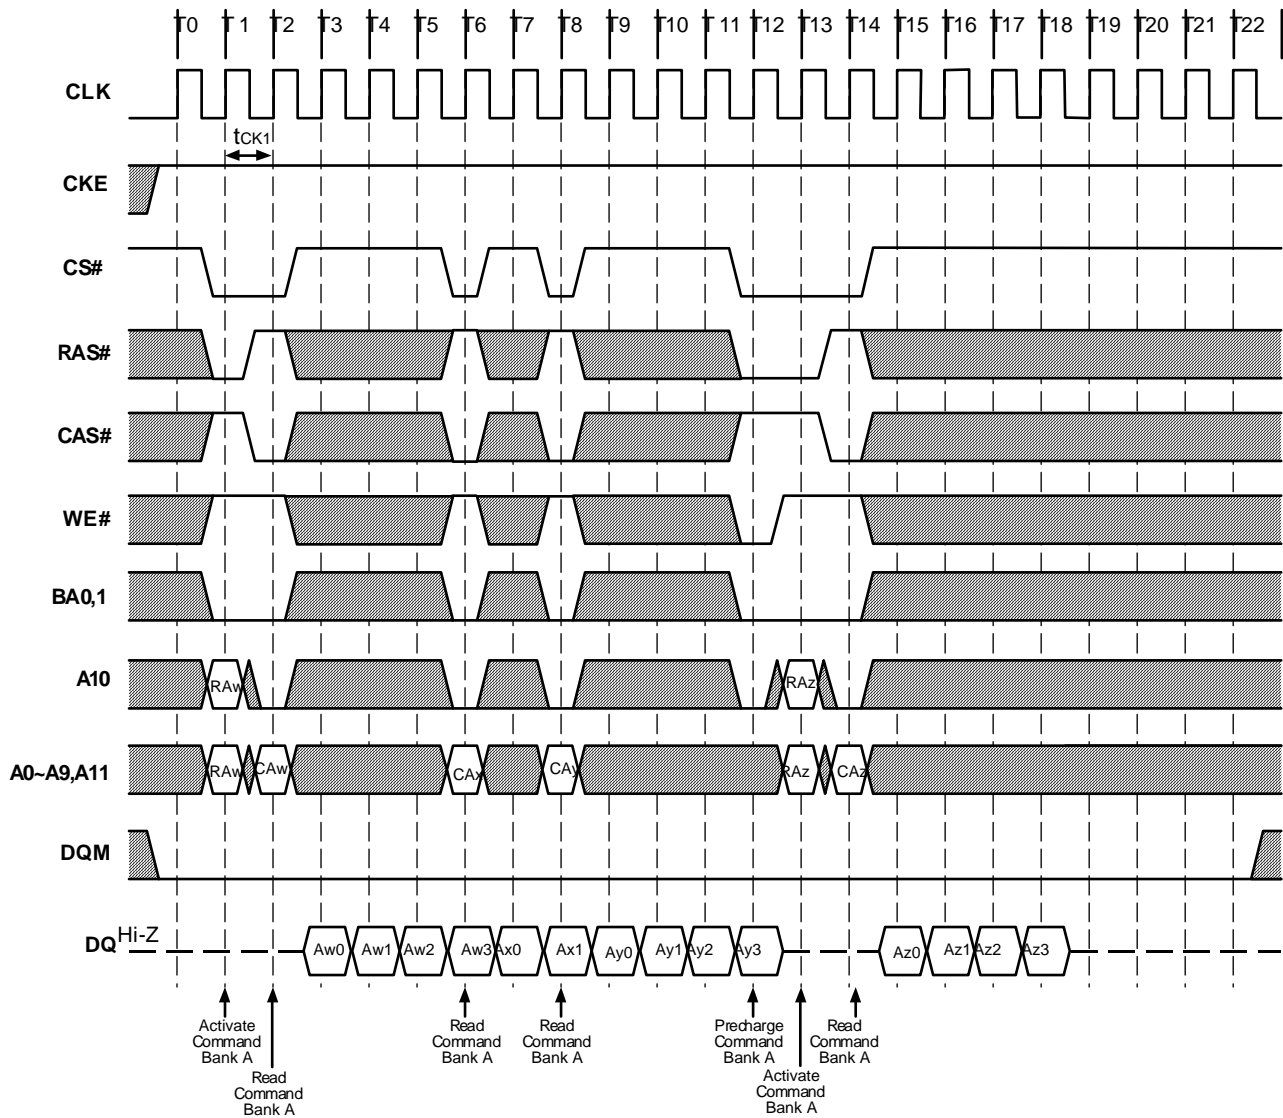 T0 T 1 T2 T3 T4 T5 T6 T7 T8 T9 T10 T 11 T12 T13 T14 T15 T16 T17 T18 T19 T20 T21 T22
CLK
tCK1
CKE
CS#
RAS#
CAS#
WE#
BA0,1
A10
RAw RAz
A0~A9,A11
RAw CAw CAx CAy RAz CAz
DQM
DQ Hi-Z
Aw0 Aw1 Aw2 Aw3 Ax0 Ax1 Ay0 Ay1 Ay2 Ay3 Az0 Az1 Az2 Az3
Activate
Command
Bank A
Read
Command
Bank A
Read
Command
Bank A
Read
Command
Bank A
Precharge
Command
Bank A
Activate
Command
Bank A
Read
Command
Bank A